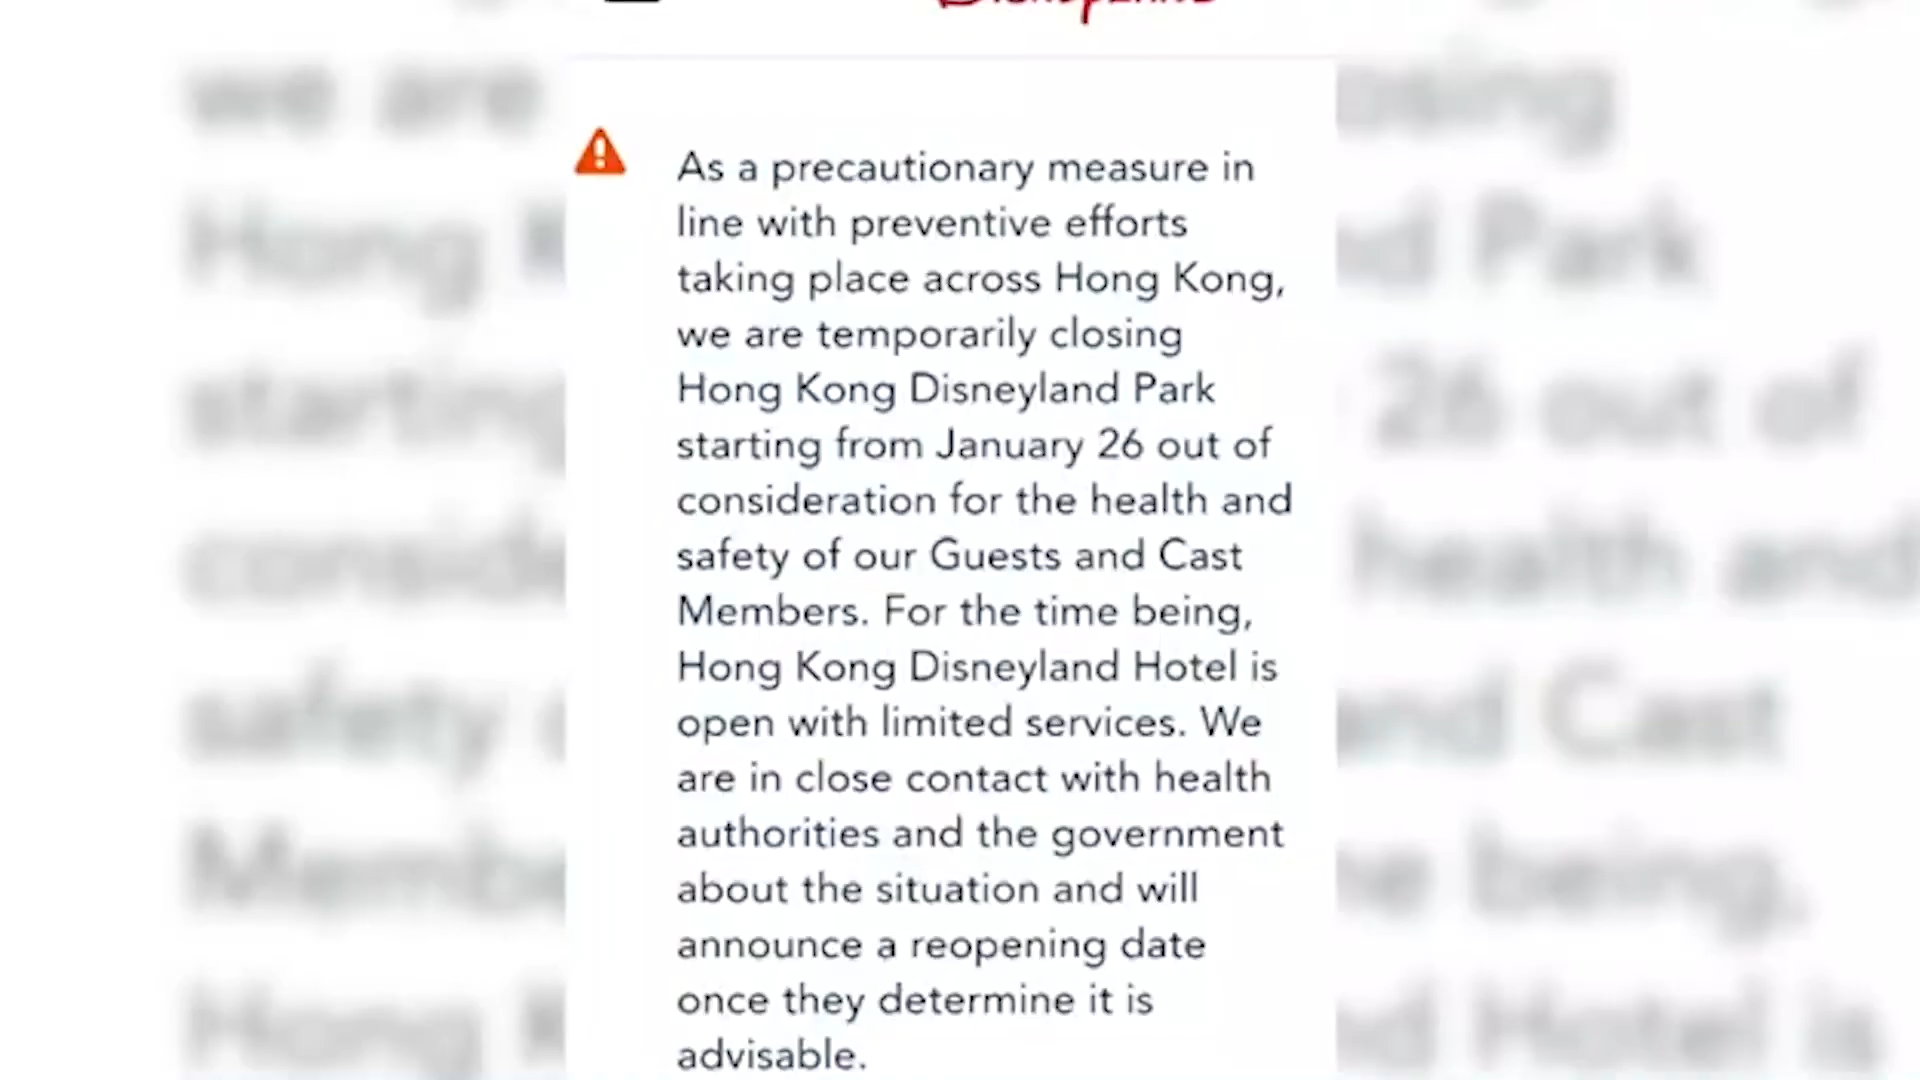 As a precautionary measure in
line with preventive efforts
taking place across Hong Kong,
we are temporarily closing
Hong Kong Disneyland Park
starting from January 26 out of
consideration for the health and
safety of our Guests and Cast
Members. For the time being,
Hong Kong Disneyland Hotel is
open with limited services. We
are in close contact with health
authorities and the government
about the situation and will
announce a reopening date
once they determine it is
advisable.